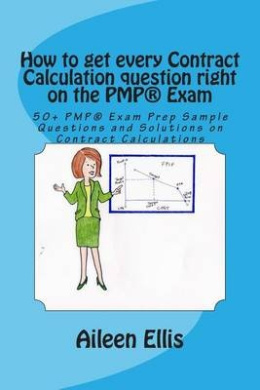 How to get every Contract
Calculation question right
on the PMP® Exam
50+ PMP® Exam Prep Sample
Questions and Solutions on
Contract Calculations
FPIF
Aileen Ellis